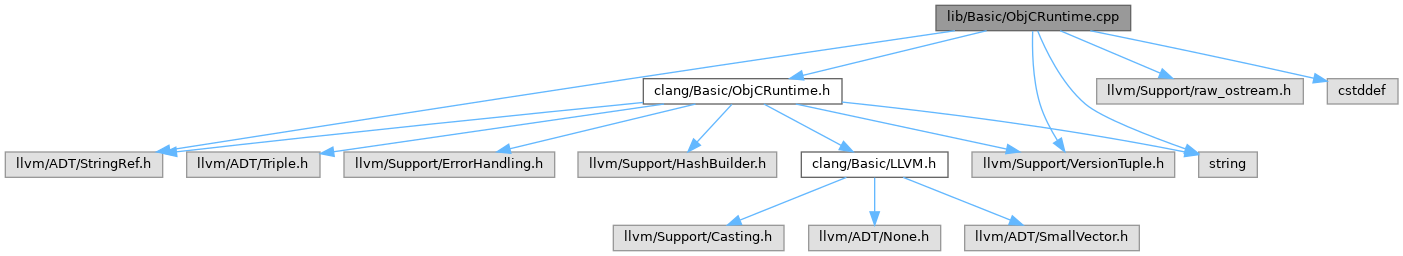 lib/Basic/ObjCRuntime.cpp
clang/Basic/ObjCRuntime.h
llvm/Support/raw_ostream.h
cstddef
llvm/ADT/StringRef.h
llvm/ADT/Triple.h
llvm/Support/ErrorHandling.h
llvm/Support/HashBuilder.h
clang/Basic/LLVM.h
llvm/Support/VersionTuple.h
string
llvm/Support/Casting.h
llvm/ADT/None.h
llvm/ADT/SmallVector.h